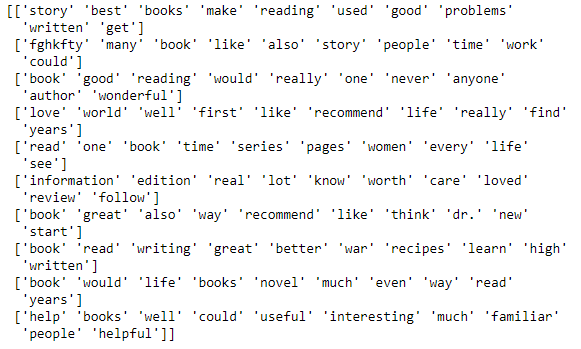 [['story' 'best' 'books' 'make' 'reading' 'used' 'good' 'problems'
'written' 'get']
['fghkfty' 'many' 'book' 'like' 'also' 'story' 'people' 'time' 'work'
'could']
['book' 'good' 'reading' 'would' 'really' 'one' 'never' 'anyone'
'author' 'wonderful']
['love' 'world' 'well' 'first' 'like' 'recommend' 'life' 'really' 'find'
'years']
['read' 'one' 'book' 'time' 'series' 'pages' 'women' 'every' 'life'
'see']
['information' 'edition' 'real' 'lot' 'know' 'worth' 'care' 'loved'
'review' 'follow']
['book' 'great' 'also' 'way' 'recommend' 'like' 'think' 'dr.' 'new'
'start']
['book' 'read' 'writing' 'great' 'better' 'war' 'recipes' 'learn' 'high'
'written']
['book' 'would' 'life' 'books' 'novel' 'much' 'even' 'way' 'read'
'years']
['help' 'books' 'well' 'could' 'useful' 'interesting' 'much' 'familiar'
'people' 'helpful']]